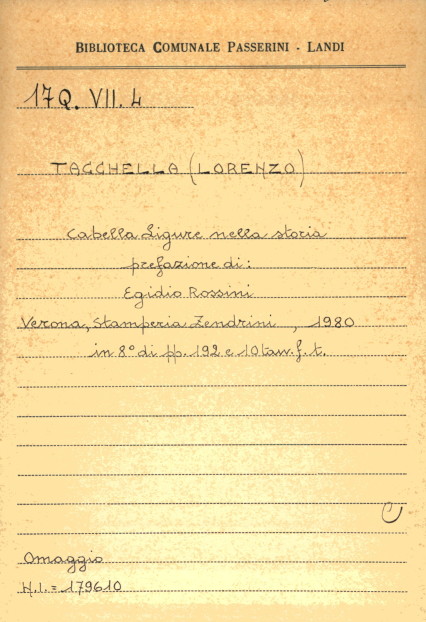 BIBLIOTECA COMUNALE PASSERINI - LANDI
17Q. VII. 4
TACCHELLA (LORENZO)
Cabella Ligure nella storia
prefazione di:
Egidio Rossini
Verona, Stamperia Zendrini , 1980
in 8° di pp. 192 e 10 tav. f. t.
Omaggio
N.I. = 179610